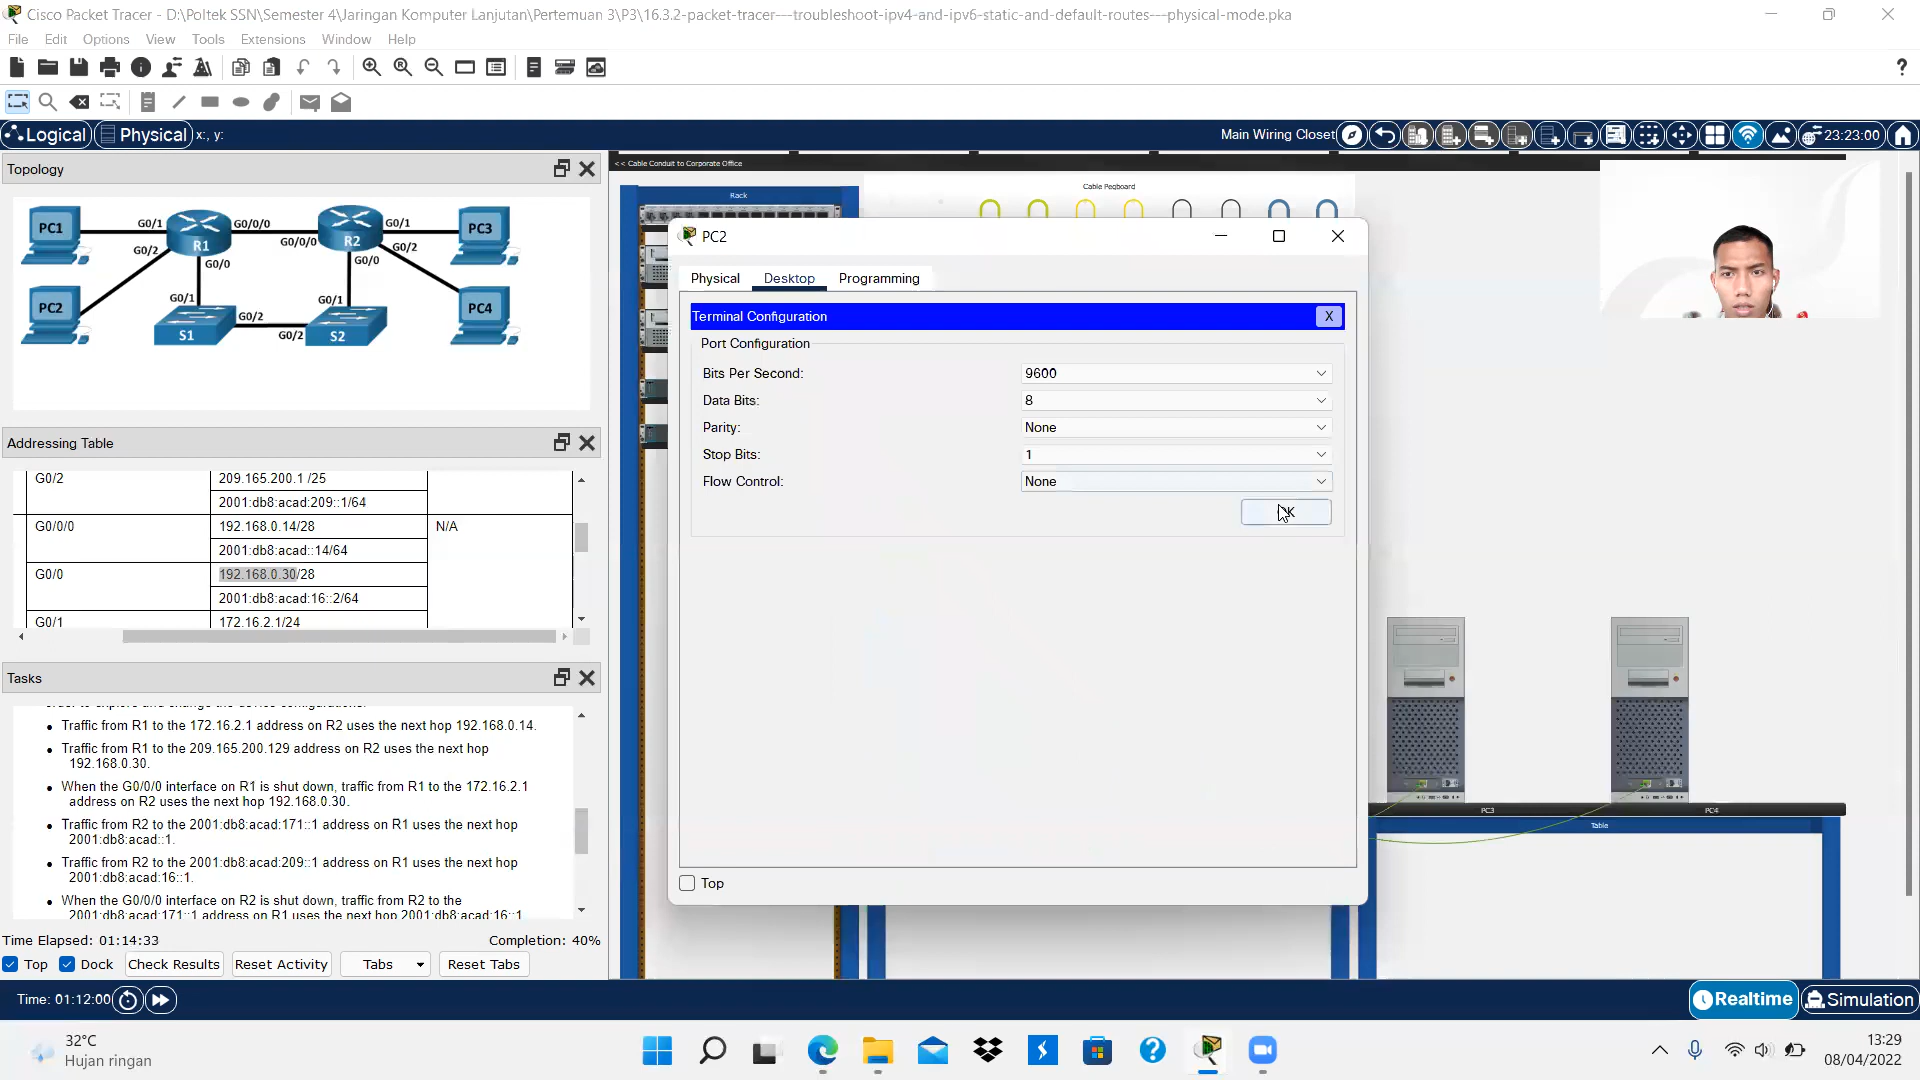 Cisco Packet Tracer - D:\Poltek SSN\Semester 4\Jaringan Komputer Lanjutan\Pertemuan 3\P3\16.3.2-packet-tracer---troubleshoot-ipv4-and-ipv6-static-and-default-routes---physical-mode.pka
File Edit Options View Tools Extensions Window Help
?
Logical Physical x:, y:
Main Wiring Closet 23:23:00
Topology
PC1 G0/1 R1 G0/0/0 R2 G0/1 PC3
G0/2 G0/0 G0/0/0 G0/0 G0/2
PC2 G0/1 G0/1 PC4
S1 G0/2 G0/2 S2
Addressing Table
G0/2 209.165.200.1 /25
2001:db8:acad:209::1/64
G0/0/0 192.168.0.14/28 N/A
2001:db8:acad::14/64
G0/0 192.168.0.30/28
2001:db8:acad:16::2/64
G0/1 172.16.2.1/24
Tasks
• Traffic from R1 to the 172.16.2.1 address on R2 uses the next hop 192.168.0.14.
• Traffic from R1 to the 209.165.200.129 address on R2 uses the next hop
192.168.0.30.
• When the G0/0/0 interface on R1 is shut down, traffic from R1 to the 172.16.2.1
address on R2 uses the next hop 192.168.0.30.
• Traffic from R2 to the 2001:db8:acad:171::1 address on R1 uses the next hop
2001:db8:acad::1.
• Traffic from R2 to the 2001:db8:acad:209::1 address on R1 uses the next hop
2001:db8:acad:16::1.
• When the G0/0/0 interface on R2 is shut down, traffic from R2 to the
2001:db8:acad:171::1 address on R1 uses the next hop 2001:db8:acad:16::1
Time Elapsed: 01:14:33 Completion: 40%
Top Dock Check Results Reset Activity Tabs Reset Tabs
<< Cable Conduit to Corporate Office
Rack
Cable Pegboard
PC2
Physical Desktop Programming
Terminal Configuration X
Port Configuration
Bits Per Second: 9600
Data Bits: 8
Parity: None
Stop Bits: 1
Flow Control: None
OK
Top
PC3 PC4
Table
Time: 01:12:00
Realtime Simulation
32°C
Hujan ringan
13:29
08/04/2022